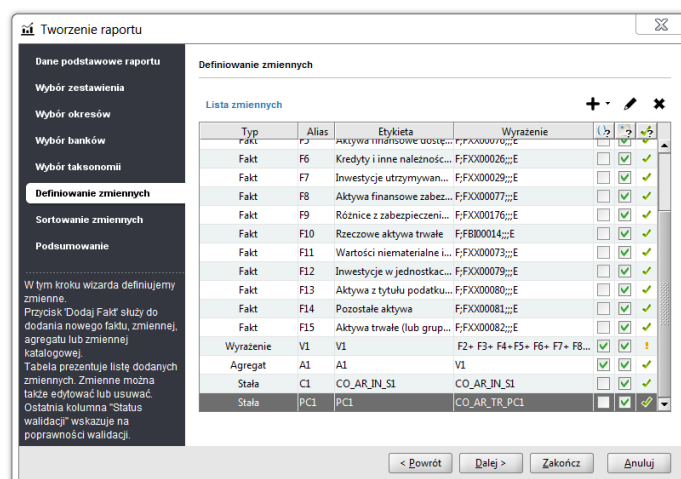 Tworzenie raportu
Dane podstawowe raportu
Wybór zestawienia
Wybór okresów
Wybór banków
Wybór taksonomii
Definiowanie zmiennych
Sortowanie zmiennych
Podsumowanie
W tym kroku wizarda definiujemy
zmienne.
Przycisk 'Dodaj Fakt' służy do
dodania nowego faktu, zmiennej,
agregatu lub zmiennej
katalogowej.
Tabela prezentuje listę dodanych
zmiennych. Zmienne można
także edytować lub usuwać.
Ostatnia kolumna "Status
walidacji" wskazuje na
poprawności walidacji.
Definiowanie zmiennych
Lista zmiennych
Typ Alias Etykieta Wyrażenie
Fakt F5 Aktywa finansowe dostę... F;FXX00076;;;E
Fakt F6 Kredyty i inne należnośc... F;FXX00026;;;E
Fakt F7 Inwestycje utrzymywan... F;FXX00029;;;E
Fakt F8 Aktywa finansowe zabez... F;FXX00077;;;E
Fakt F9 Różnice z zabezpieczeni... F;FXX00176;;;E
Fakt F10 Rzeczowe aktywa trwałe F;FBI00014;;;E
Fakt F11 Wartości niematerialne i... F;FXX00073;;;E
Fakt F12 Inwestycje w jednostkac... F;FXX00079;;;E
Fakt F13 Aktywa z tytułu podatku... F;FXX00080;;;E
Fakt F14 Pozostałe aktywa F;FXX00081;;;E
Fakt F15 Aktywa trwałe (lub grup... F;FXX00082;;;E
Wyrażenie V1 V1 F2+ F3+ F4+F5+ F6+ F7+ F8...
Agregat A1 A1 V1
Stała C1 CO_AR_IN_S1 CO_AR_IN_S1
Stała PC1 PC1 CO_AR_TR_PC1
< Powrót Dalej > Zakończ Anuluj